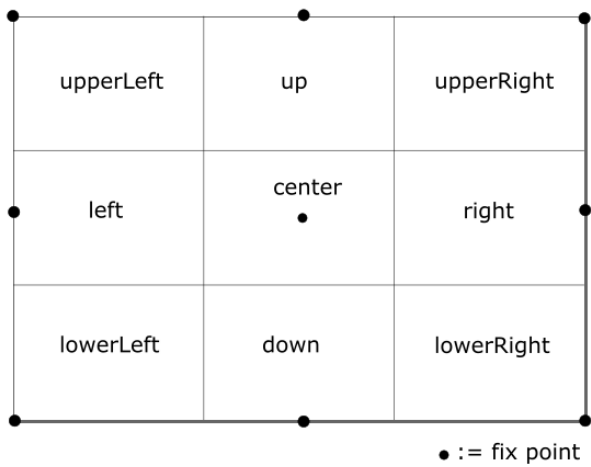 upperLeft up upperRight
center
left right
lowerLeft down lowerRight
:= fix point